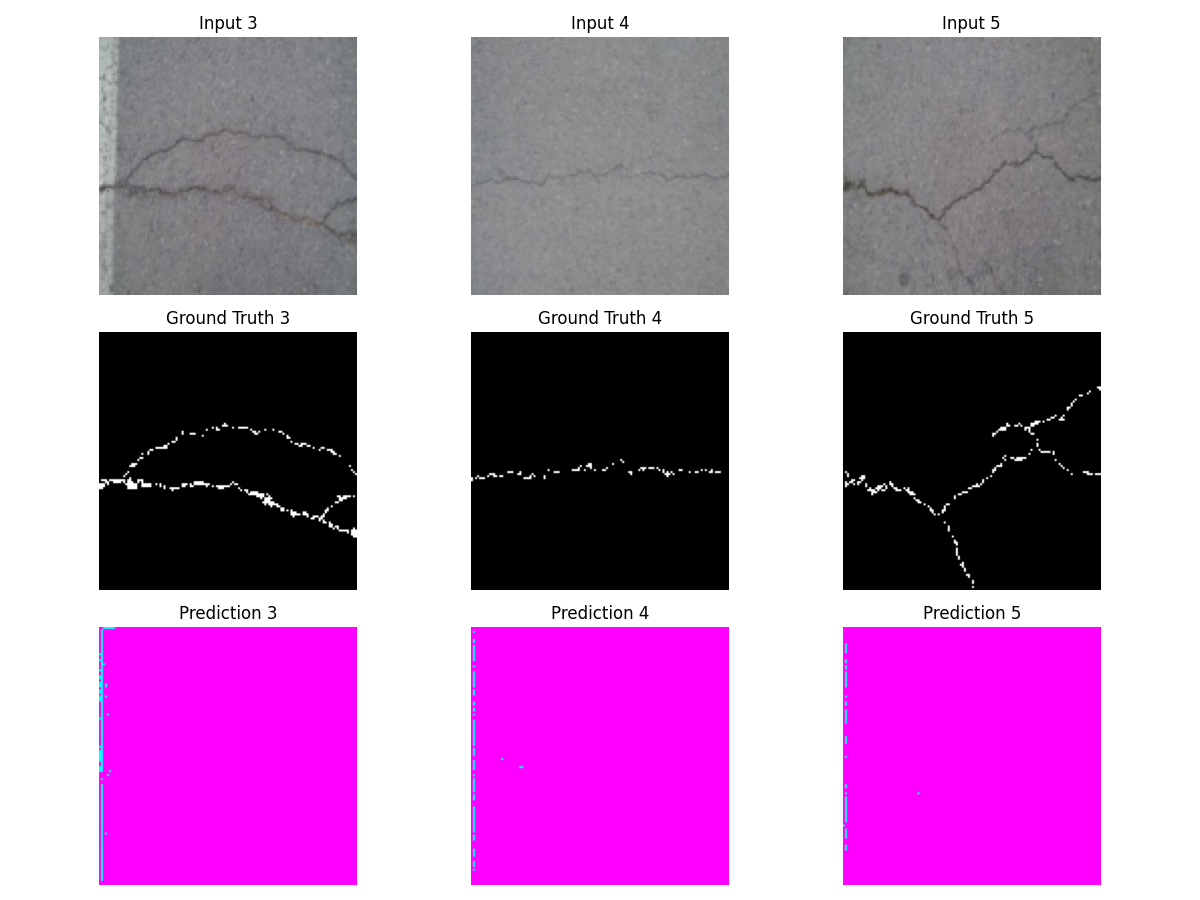 Input 3
Input 4
Input 5
Ground Truth 3
Ground Truth 4
Ground Truth 5
Prediction 3
Prediction 4
Prediction 5